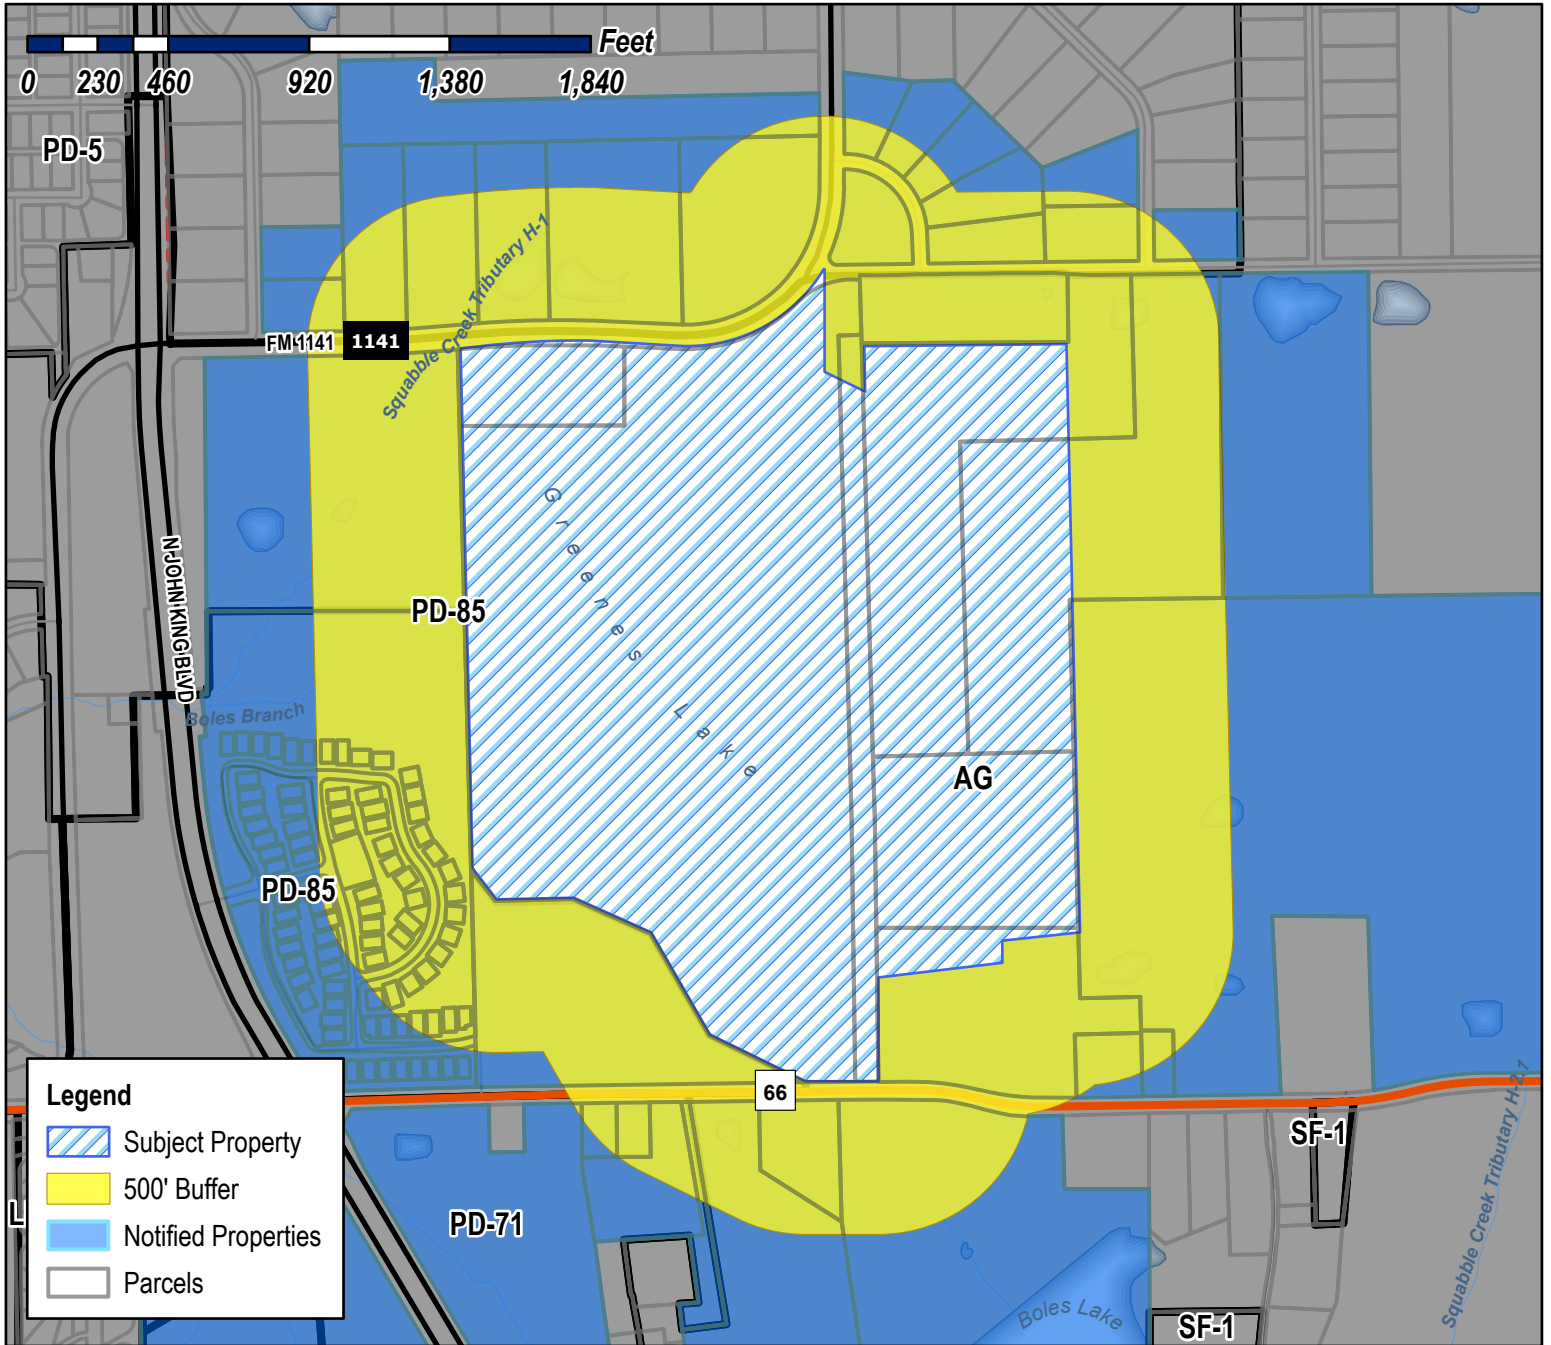 Feet
0 230 460 920 1,380 1,840
PD-5
Squabble Creek Tributary H-1
FM 1141
1141
N JOHN KING BLVD
Greenes Lake
PD-85
Boles Branch
AG
PD-85
66
SF-1
Squabble Creek Tributary H-2.1
PD-71
Boles Lake
SF-1
L
Legend
Subject Property
500' Buffer
Notified Properties
Parcels